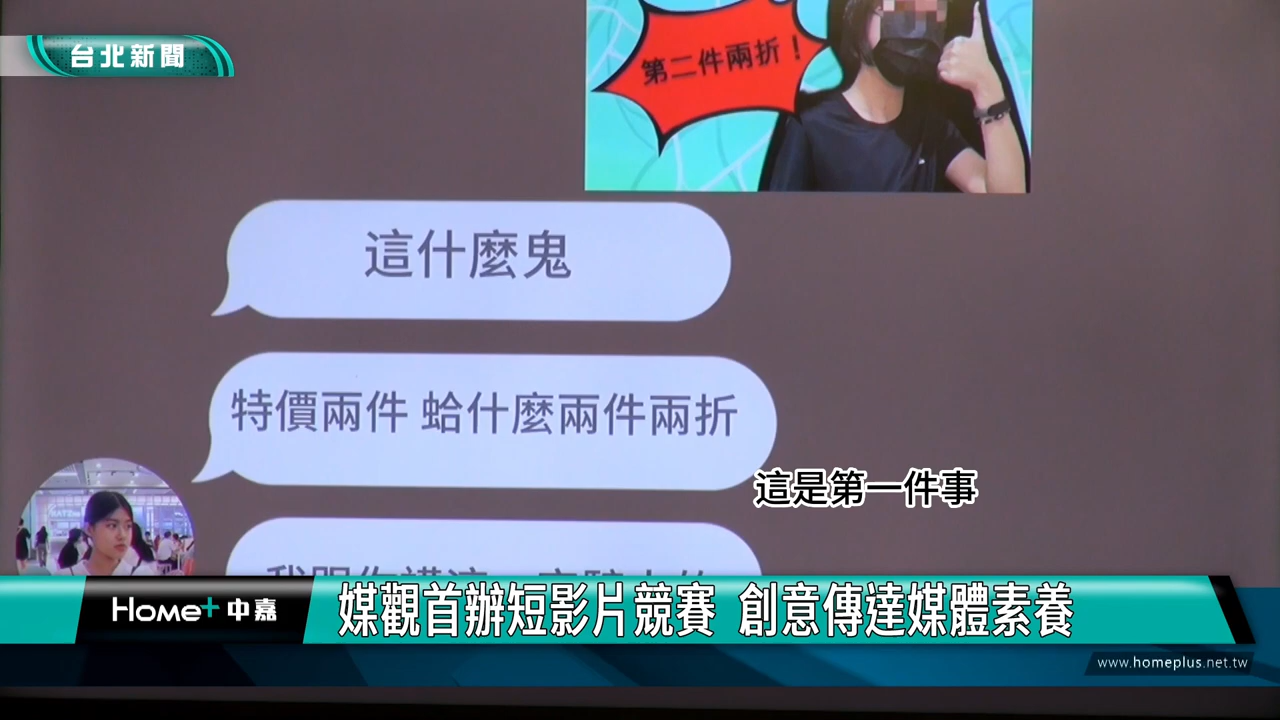 台北新聞
第二件兩折！
這什麼鬼
特價兩件 蛤什麼兩件兩折
這是第一件事
Home+中嘉
媒觀首辦短影片競賽 創意傳達媒體素養
www.homeplus.net.tw